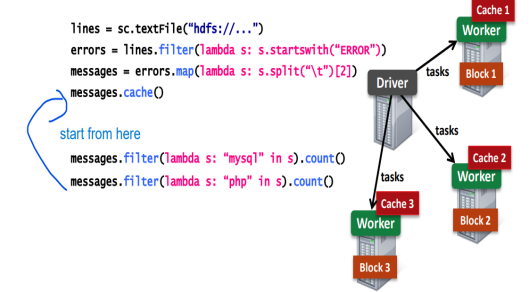 lines = sc.textFile("hdfs://...")
errors = lines.filter(lambda s: s.startswith("ERROR"))
messages = errors.map(lambda s: s.split("\t")[2])
messages.cache()
start from here
messages.filter(lambda s: “mysql” in s).count()
messages.filter(lambda s: “php” in s).count()
Cache 1
Worker
Block 1
tasks
Driver
tasks
Cache 2
Worker
Block 2
tasks
Cache 3
Worker
Block 3